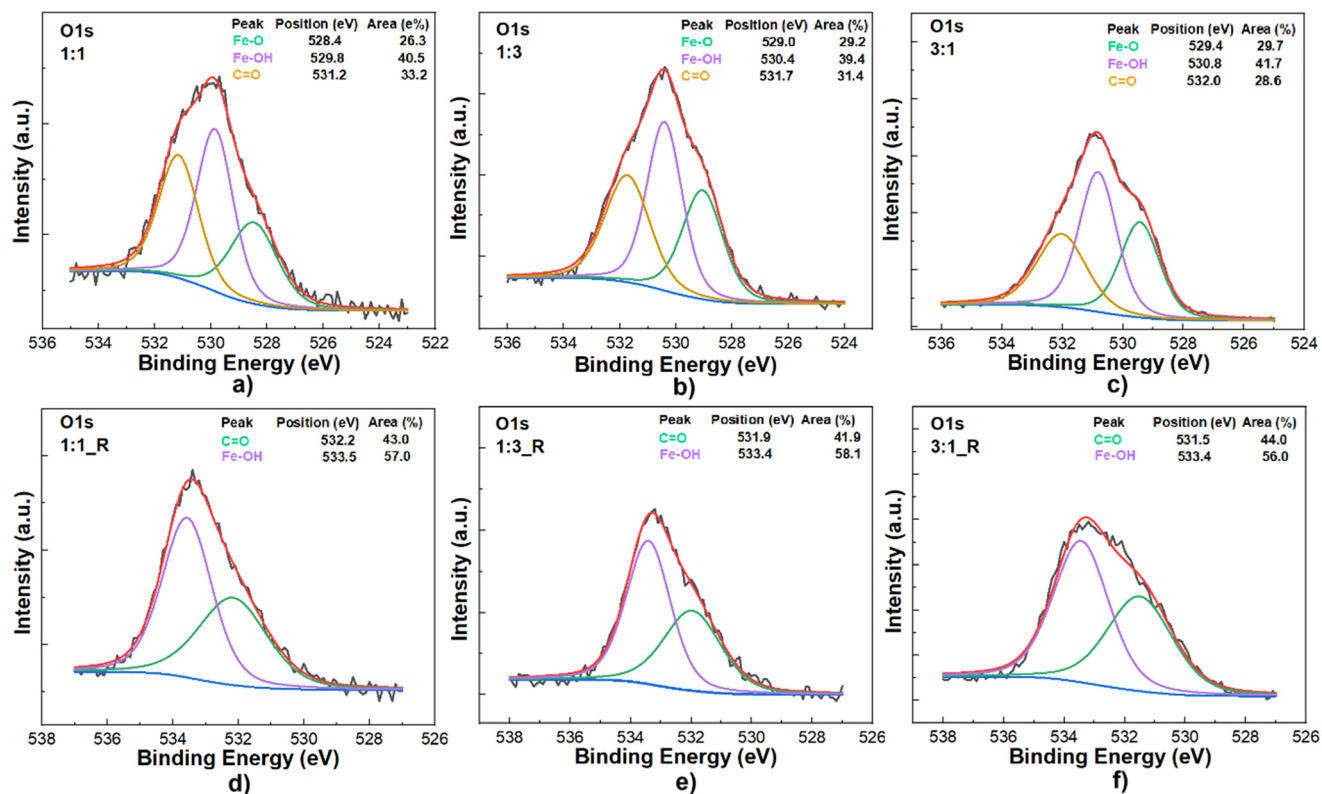 O1s
1:1
Peak Position (eV) Area (e%)
Fe-O 528.4 26.3
Fe-OH 529.8 40.5
C=O 531.2 33.2
Intensity (a.u.)
536 534 532 530 528 526 524 522
Binding Energy (eV)
a)
O1s
1:3
Peak Position (eV) Area (%)
Fe-O 529.0 29.2
Fe-OH 530.4 39.4
C=O 531.7 31.4
Intensity (a.u.)
536 534 532 530 528 526 524
Binding Energy (eV)
b)
O1s
3:1
Peak Position (eV) Area (%)
Fe-O 529.4 29.7
Fe-OH 530.8 41.7
C=O 532.0 28.6
Intensity (a.u.)
536 534 532 530 528 526 524
Binding Energy (eV)
c)
O1s
1:1_R
Peak Position (eV) Area (%)
C=O 532.2 43.0
Fe-OH 533.5 57.0
Intensity (a.u.)
538 536 534 532 530 528 526
Binding Energy (eV)
d)
O1s
1:3_R
Peak Position (eV) Area (%)
C=O 531.9 41.9
Fe-OH 533.4 58.1
Intensity (a.u.)
538 536 534 532 530 528 526
Binding Energy (eV)
e)
O1s
3:1_R
Peak Position (eV) Area (%)
C=O 531.5 44.0
Fe-OH 533.4 56.0
Intensity (a.u.)
538 536 534 532 530 528 526
Binding Energy (eV)
f)